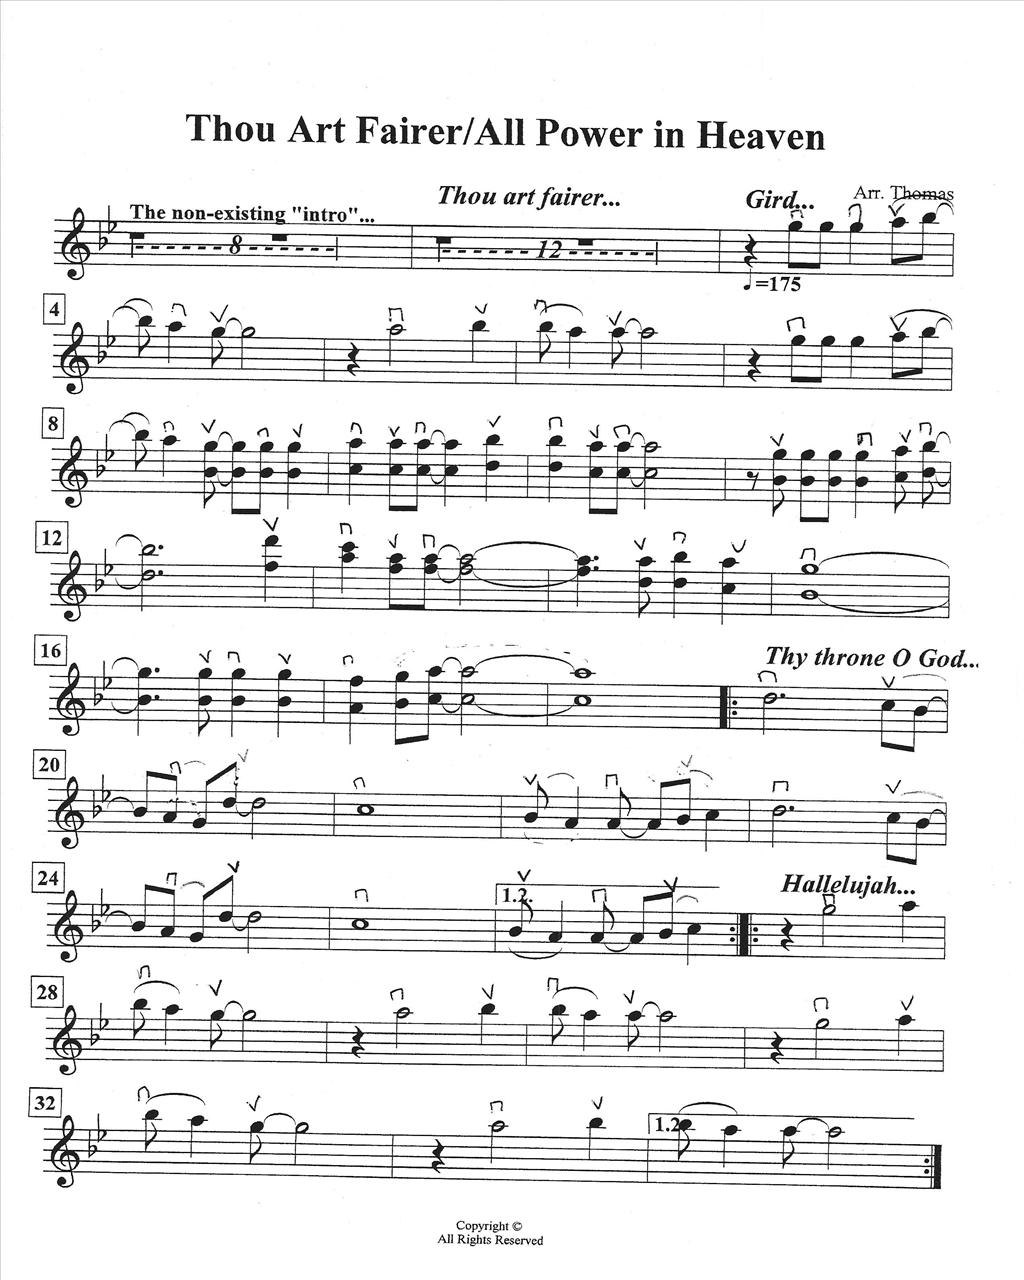 Thou Art Fairer/All Power in Heaven
Thou art fairer...
Gird...
Arr. Thomas
The non-existing "intro"...
8
12
=175
4
8
12
16
Thy throne O God...
20
24
1.2.
Hallelujah...
28
32
1.2.
Copyright ©
All Rights Reserved